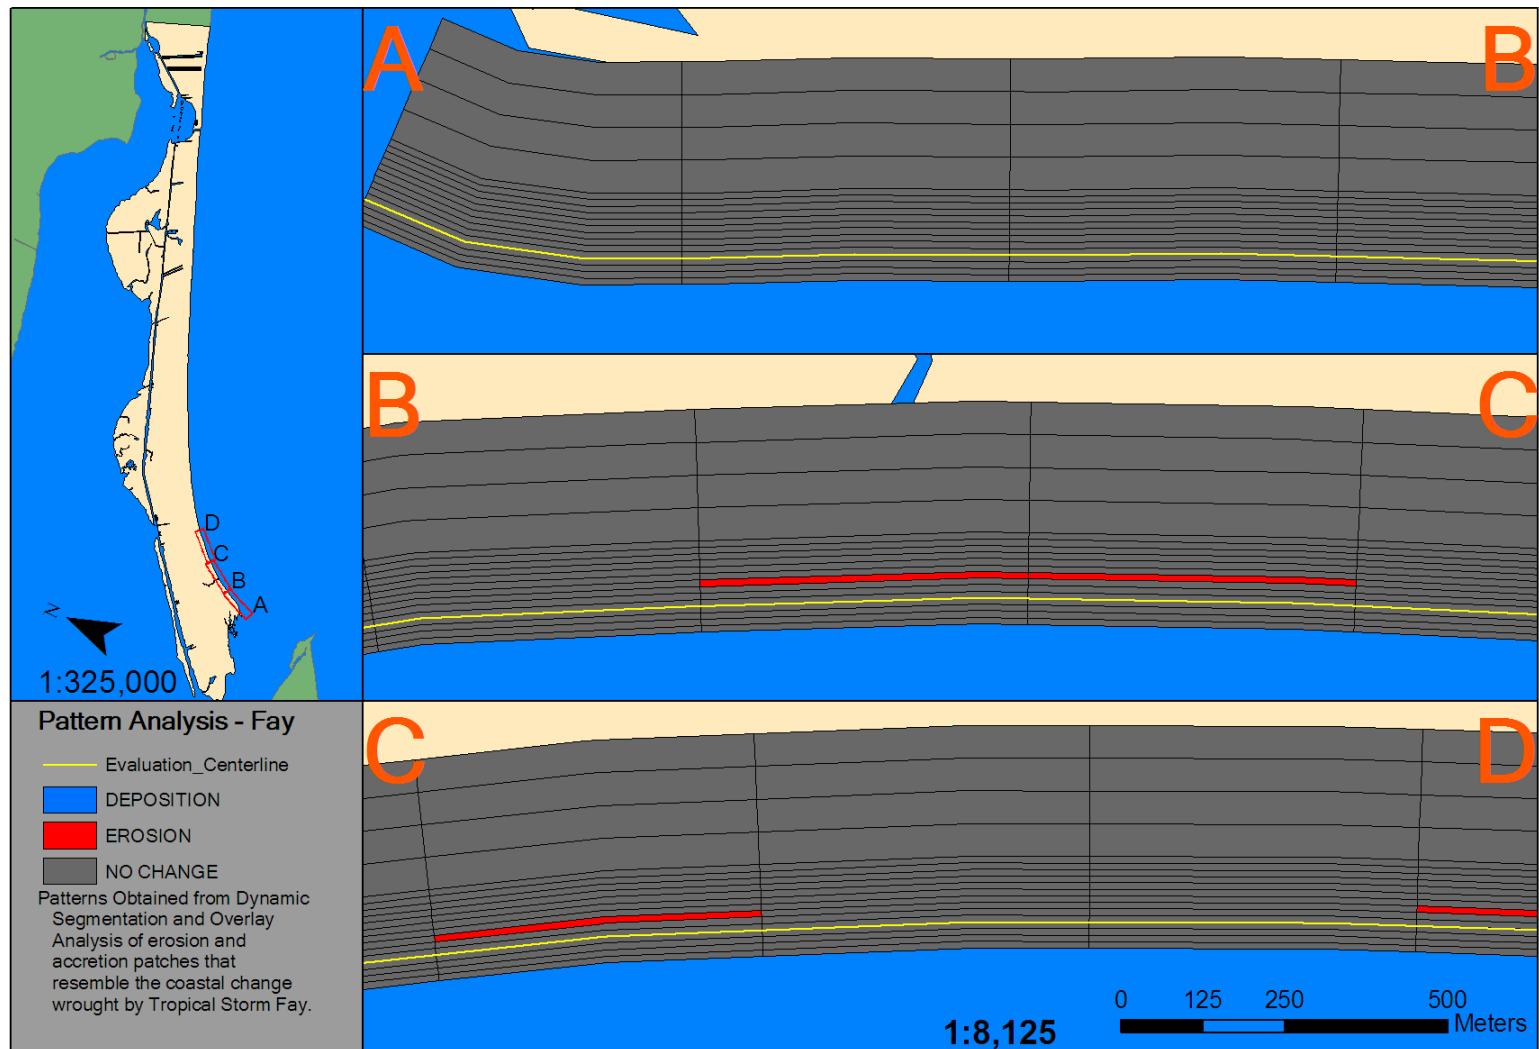 A
B
B
C
D
C
B
A
N
1:325,000
Pattern Analysis - Fay
Evaluation_Centerline
DEPOSITION
EROSION
NO CHANGE
Patterns Obtained from Dynamic
Segmentation and Overlay
Analysis of erosion and
accretion patches that
resemble the coastal change
wrought by Tropical Storm Fay.
C
D
0 125 250 500
Meters
1:8,125